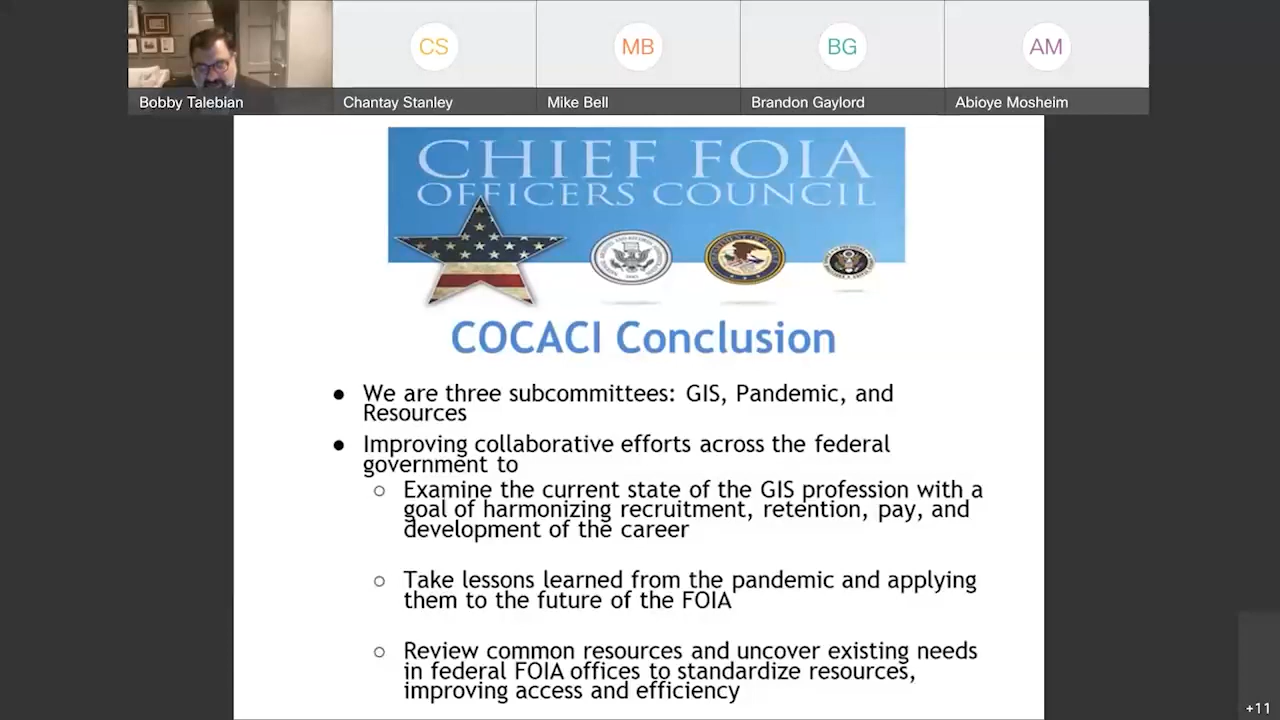 CS
MB
BG
AM
Bobby Talebian
Chantay Stanley
Mike Bell
Brandon Gaylord
Abioye Mosheim
CHIEF FOIA
OFFICERS COUNCIL
COCACI Conclusion
● We are three subcommittees: GIS, Pandemic, and
Resources
● Improving collaborative efforts across the federal
government to
○ Examine the current state of the GIS profession with a
goal of harmonizing recruitment, retention, pay, and
development of the career
○ Take lessons learned from the pandemic and applying
them to the future of the FOIA
○ Review common resources and uncover existing needs
in federal FOIA offices to standardize resources,
improving access and efficiency
+11